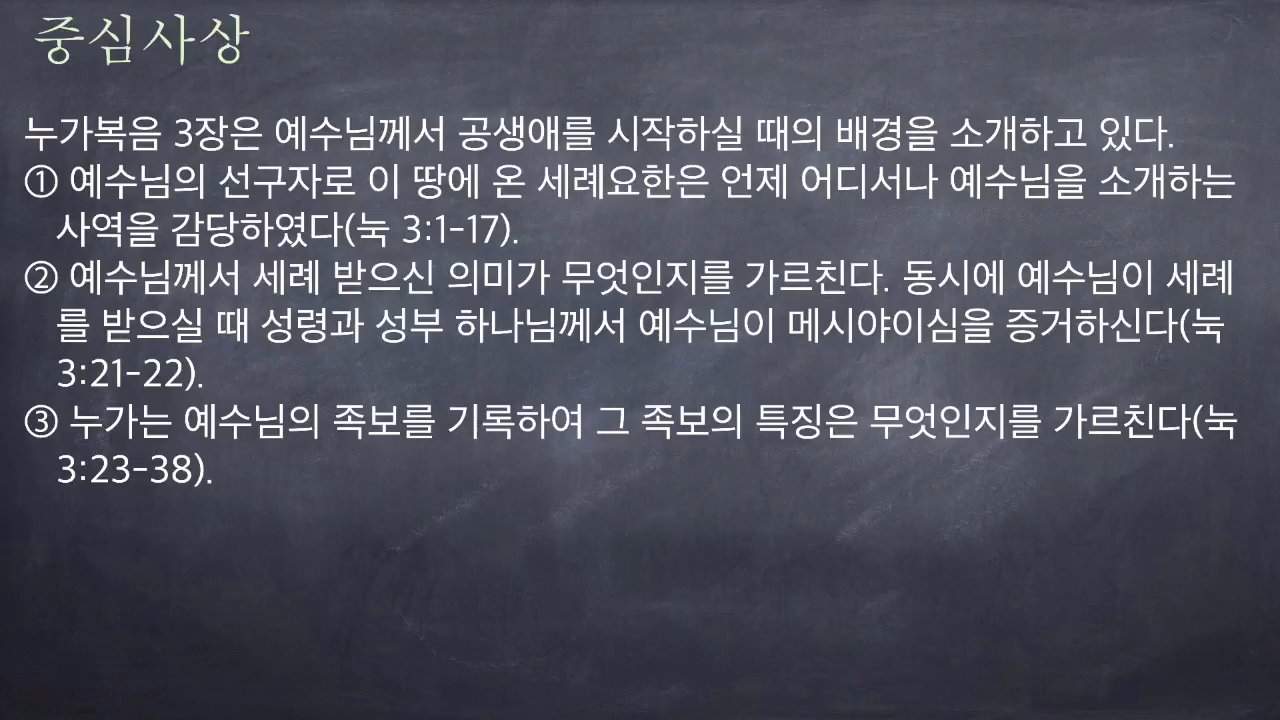 중심사상
누가복음 3장은 예수님께서 공생애를 시작하실 때의 배경을 소개하고 있다.
① 예수님의 선구자로 이 땅에 온 세례요한은 언제 어디서나 예수님을 소개하는
사역을 감당하였다(눅 3:1-17).
② 예수님께서 세례 받으신 의미가 무엇인지를 가르친다. 동시에 예수님이 세례
를 받으실 때 성령과 성부 하나님께서 예수님이 메시야이심을 증거하신다(눅
3:21-22).
③ 누가는 예수님의 족보를 기록하여 그 족보의 특징은 무엇인지를 가르친다(눅
3:23-38).